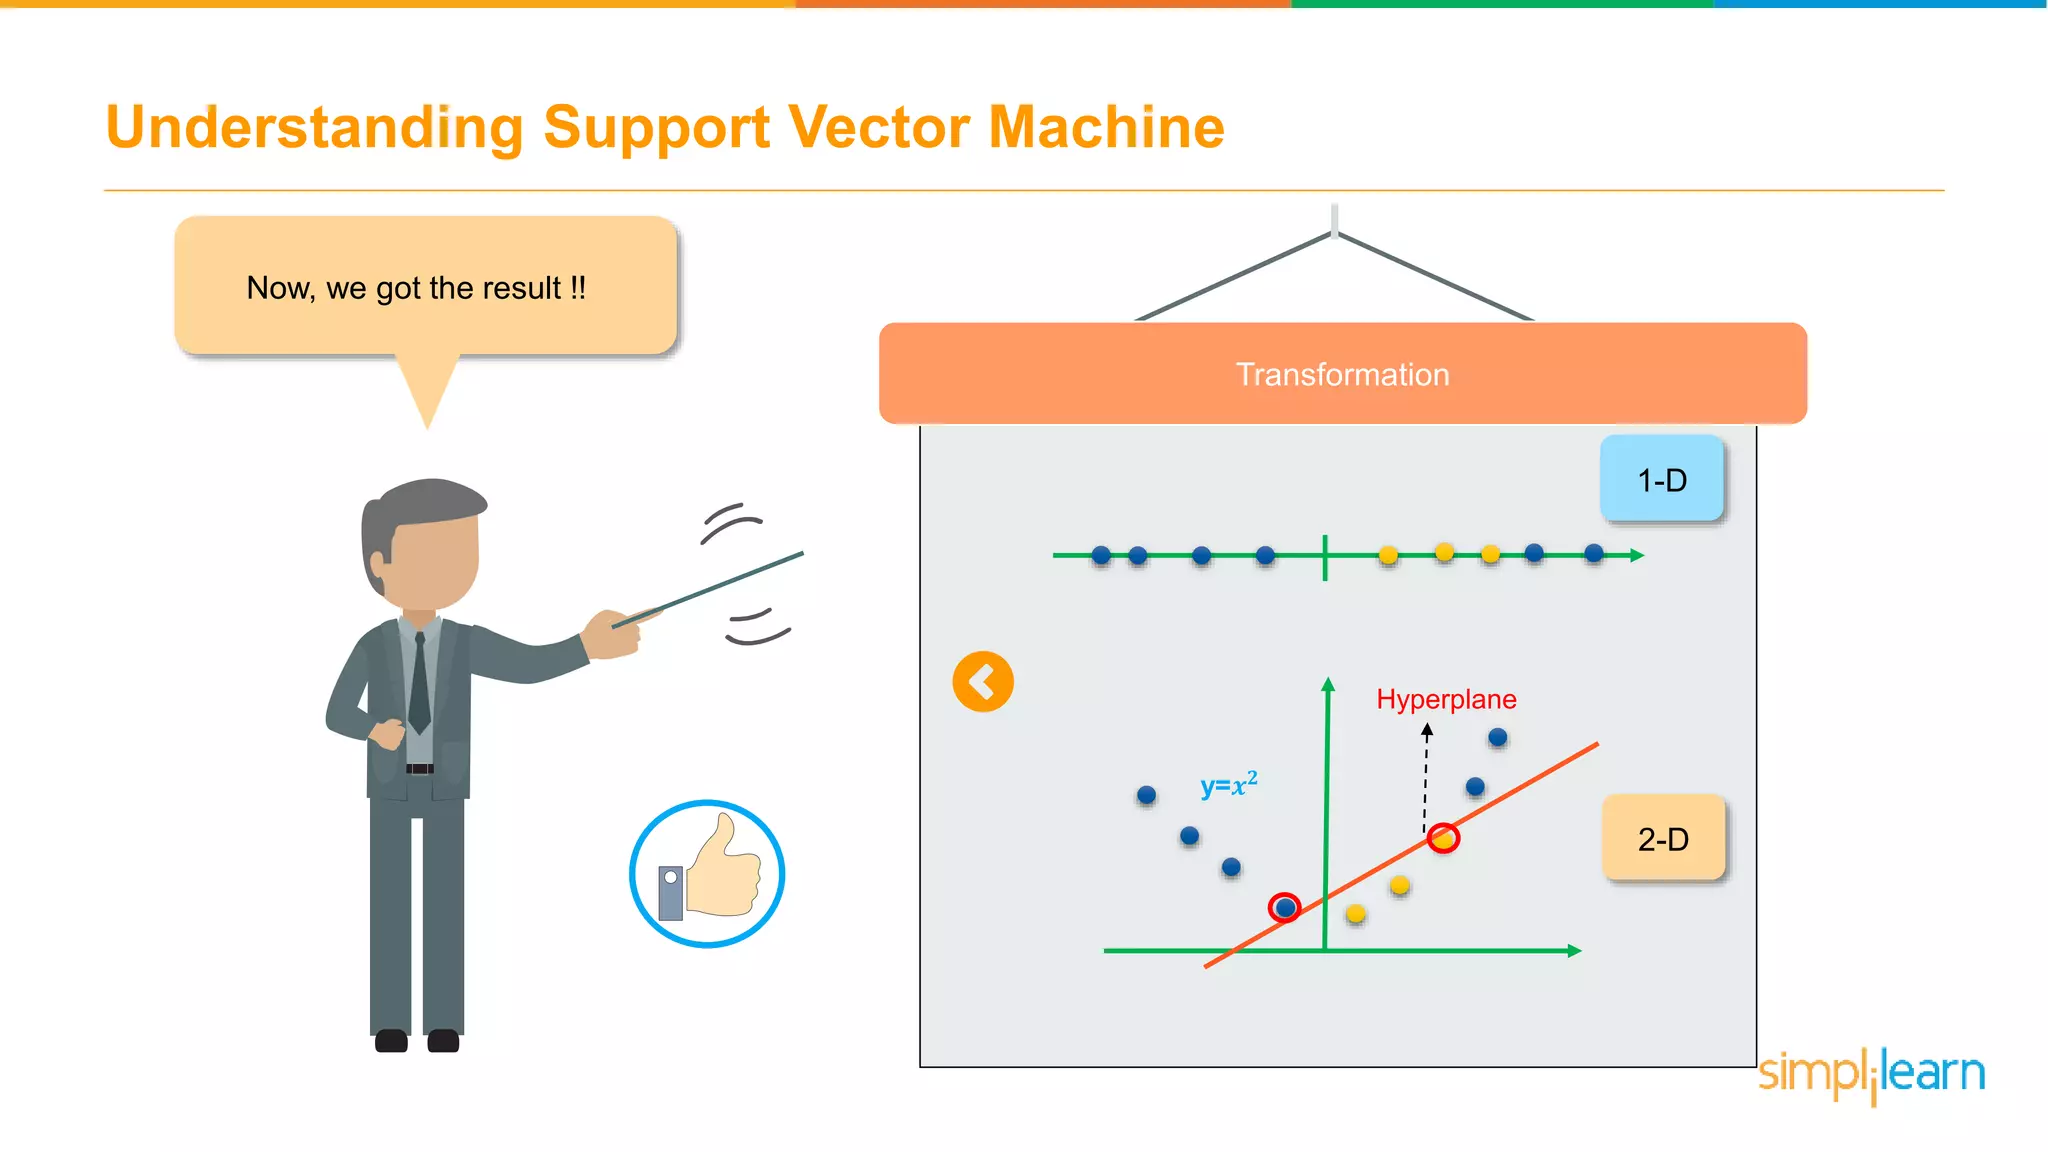 Understanding Support Vector Machine
Now, we got the result !!
Transformation
1-D
Hyperplane
y=x²
2-D
simplilearn